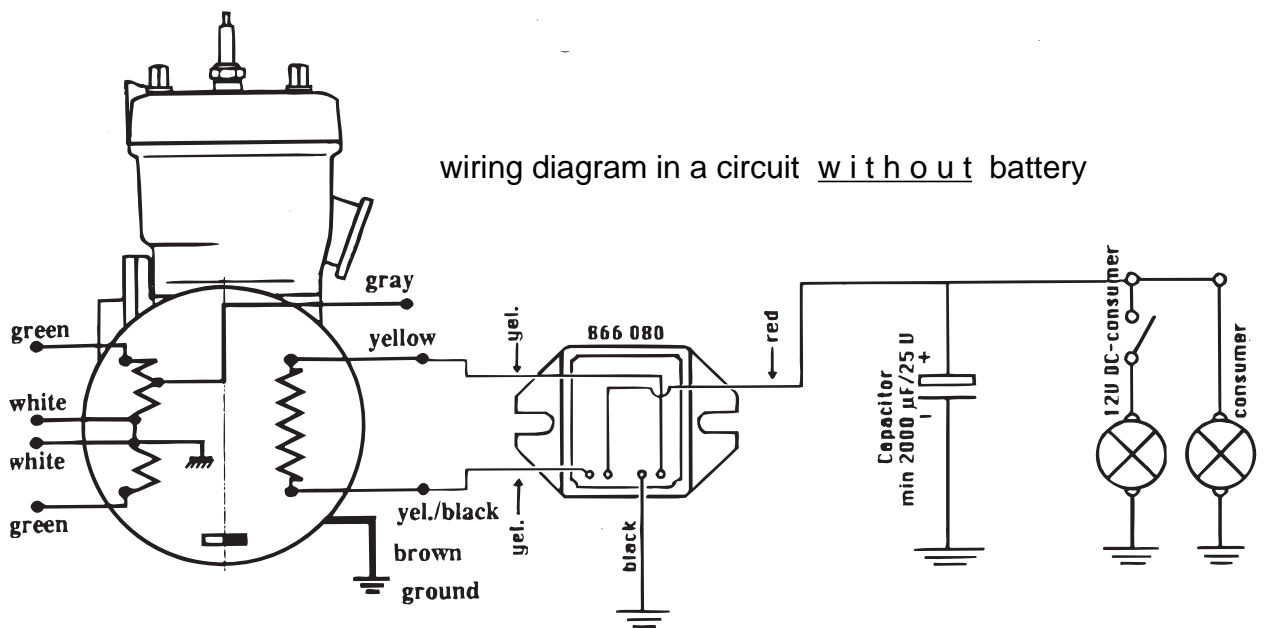 wiring diagram in a circuit without battery
gray
green
yellow
yel.
866 080
red
12U DC-consumer
consumer
Capacitor
min 2000 µF/25 U
+
-
white
white
green
yel./black
yel.
black
brown
ground